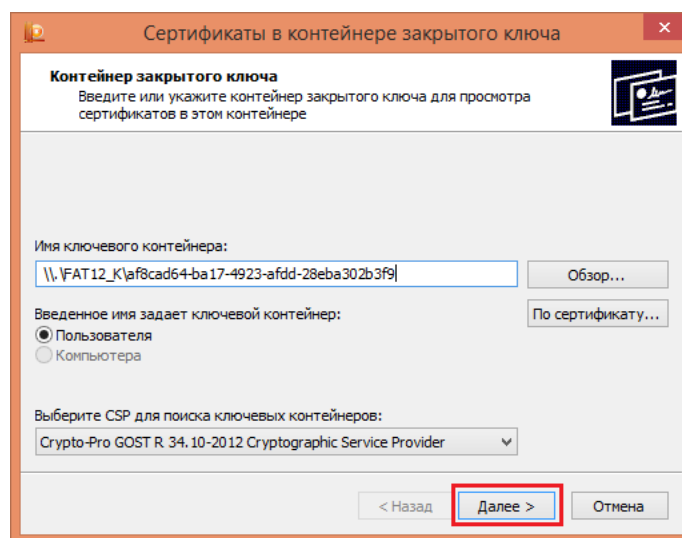 Сертификаты в контейнере закрытого ключа
Контейнер закрытого ключа
Введите или укажите контейнер закрытого ключа для просмотра
сертификатов в этом контейнере
Имя ключевого контейнера:
\\.\FAT12_K\af8cad64-ba17-4923-afdd-28eba302b3f9
Обзор...
Введенное имя задает ключевой контейнер:
По сертификату...
Пользователя
Компьютера
Выберите CSP для поиска ключевых контейнеров:
Crypto-Pro GOST R 34.10-2012 Cryptographic Service Provider
< Назад
Далее >
Отмена